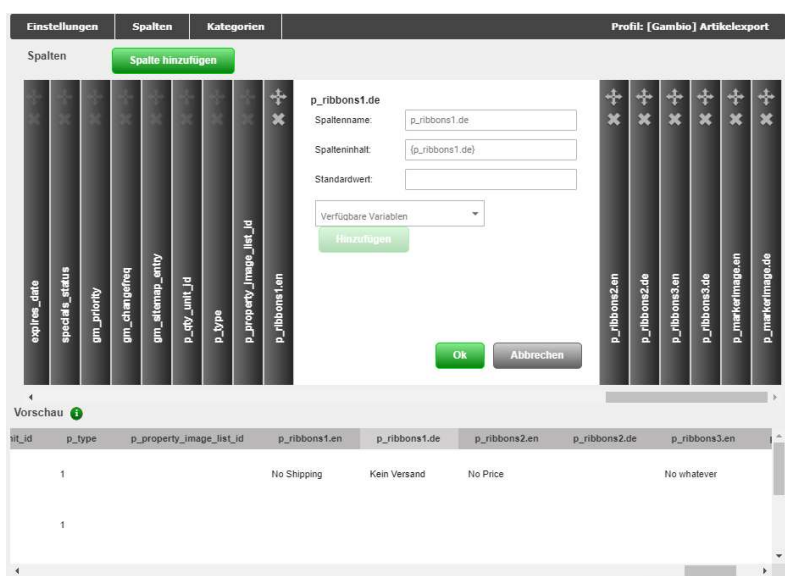 Einstellungen Spalten Kategorien Profil: [Gambio] Artikelexport
Spalten Spalte hinzufügen
expires_date
specials_status
gm_priority
gm_changefreq
gm_sitemap_entry
p_qty_unit_id
p_type
p_property_image_list_id
p_ribbons1.en
p_ribbons1.de
Spaltenname: p_ribbons1.de
Spalteninhalt: {p_ribbons1.de}
Standardwert:
Verfügbare Variablen
Hinzufügen
Ok Abbrechen
p_ribbons2.en
p_ribbons2.de
p_ribbons3.en
p_ribbons3.de
p_markerimage.en
p_markerimage.de
Vorschau i
nit_id p_type p_property_image_list_id p_ribbons1.en p_ribbons1.de p_ribbons2.en p_ribbons2.de p_ribbons3.en
1 No Shipping Kein Versand No Price No whatever
1